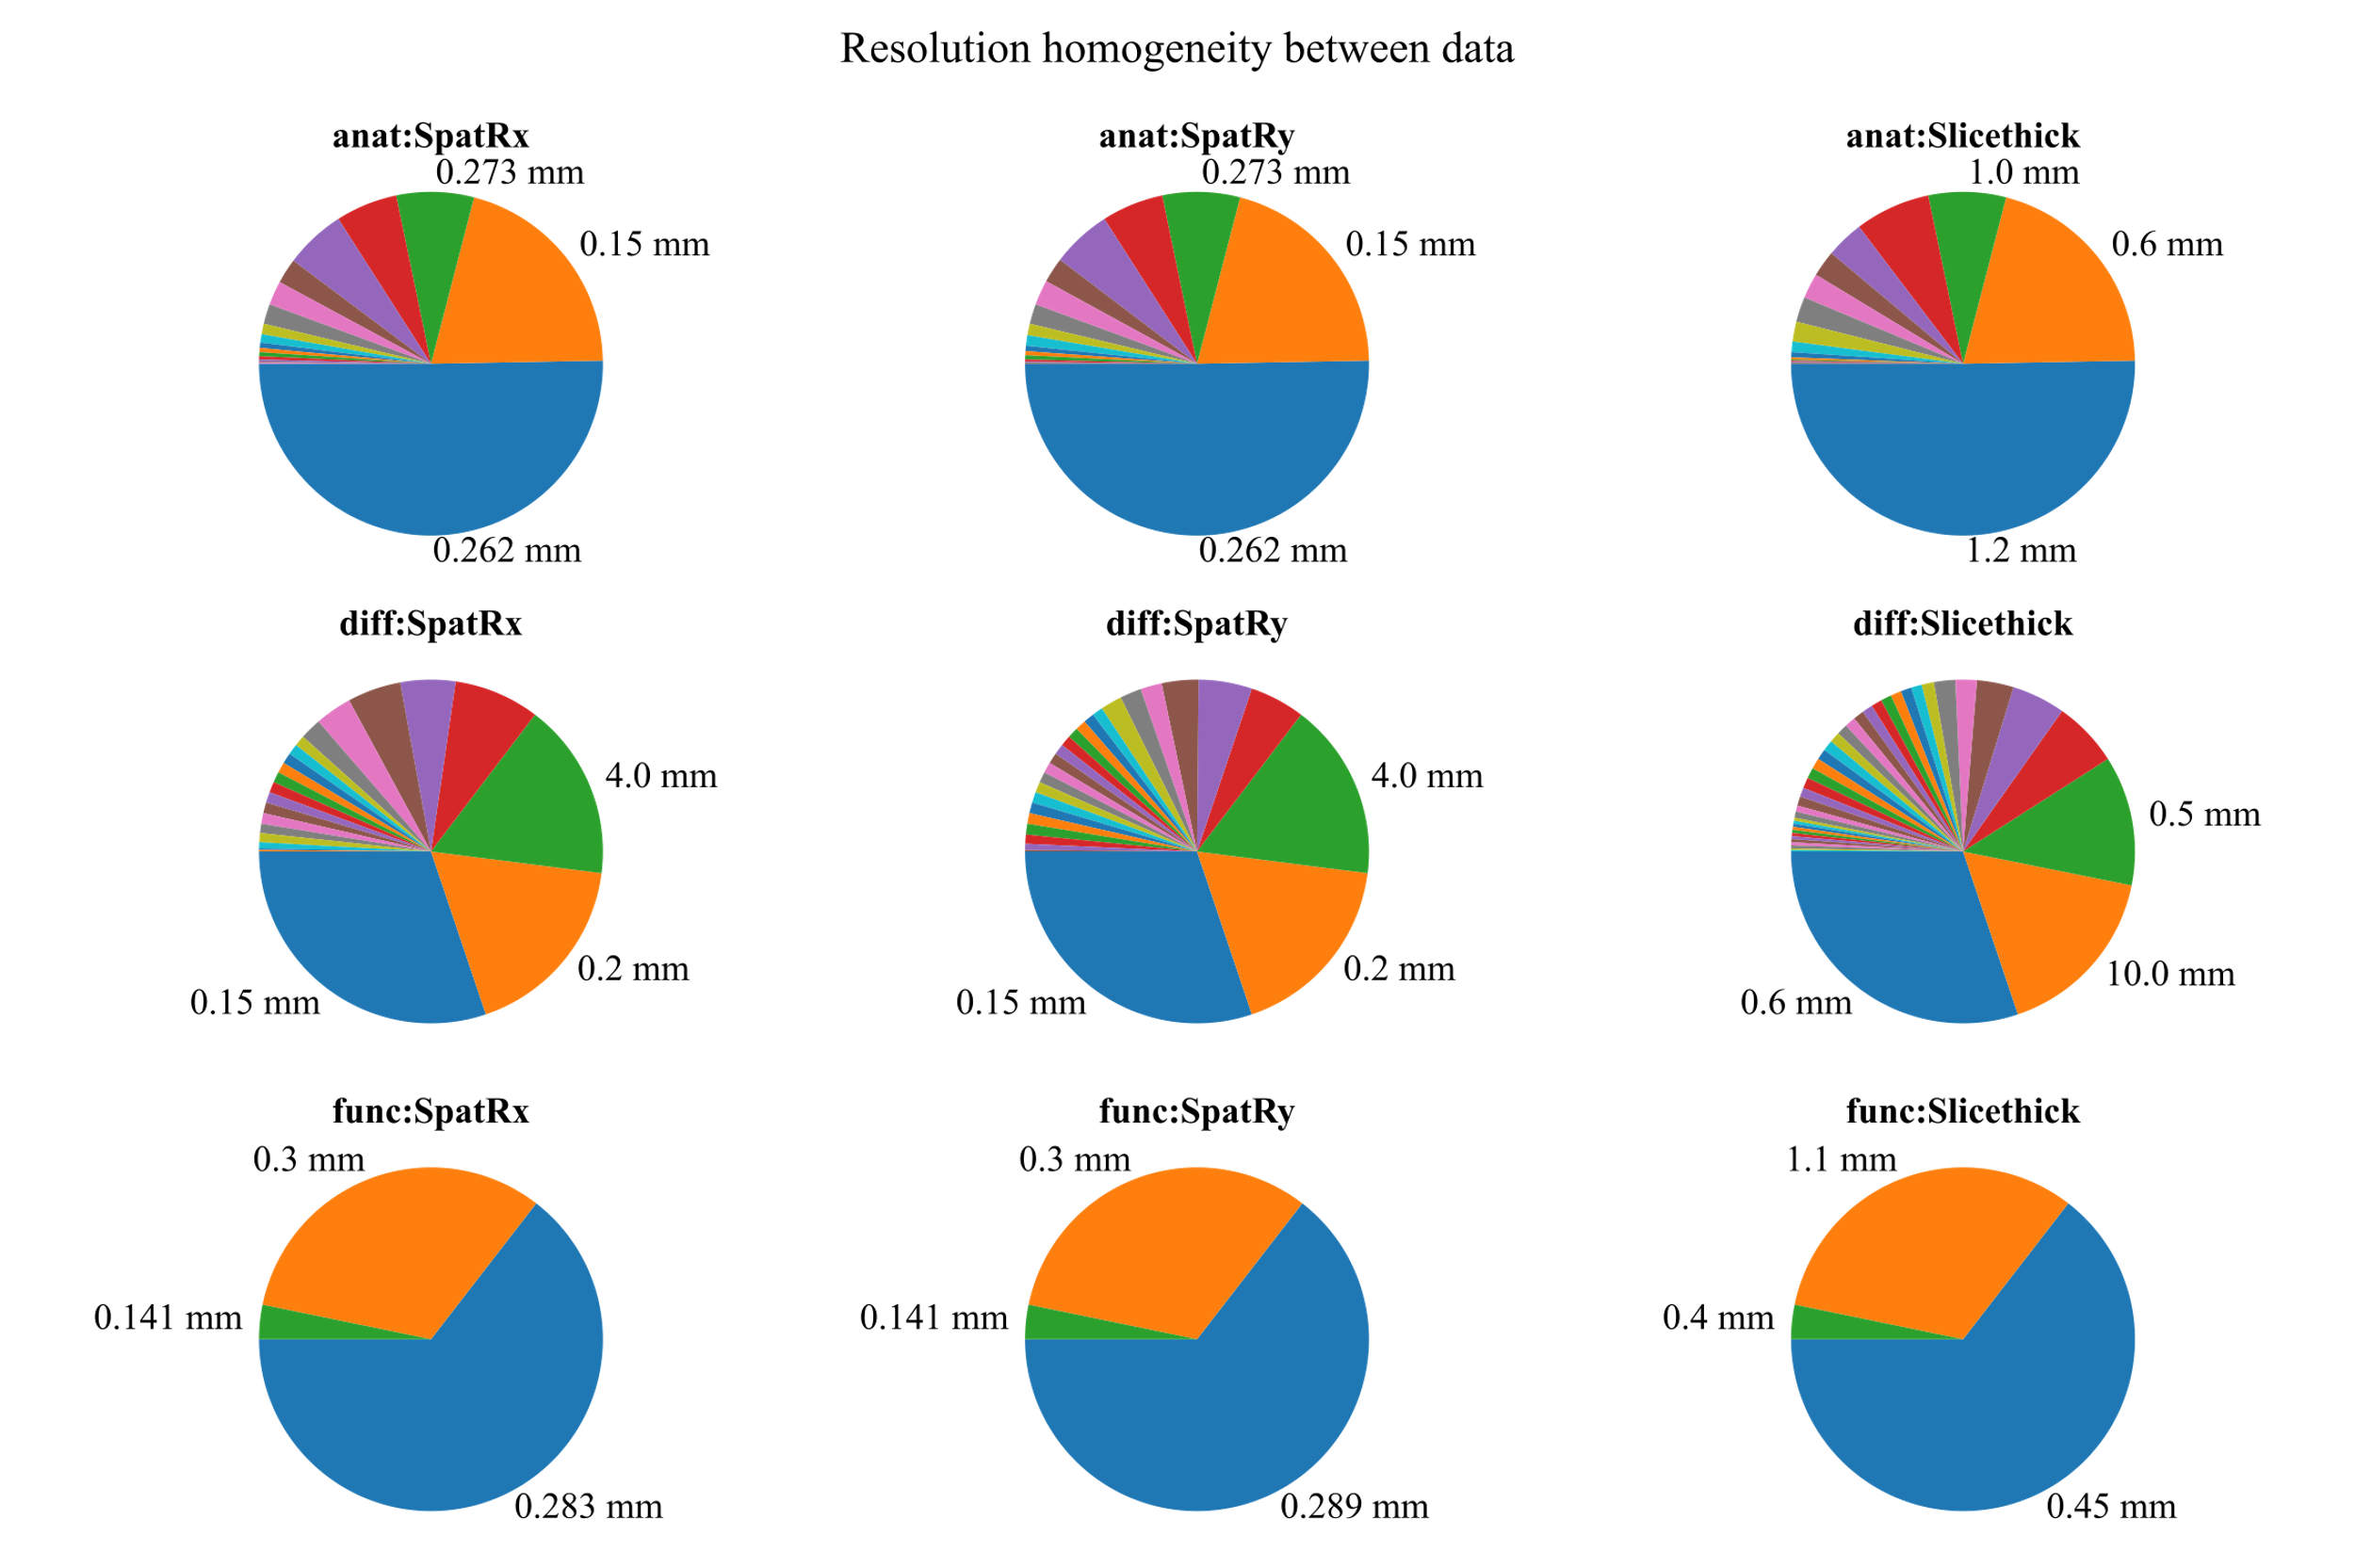 Resolution homogeneity between data
anat:SpatRx
0.273 mm
0.15 mm
0.262 mm
anat:SpatRy
0.273 mm
0.15 mm
0.262 mm
anat:Slicethick
1.0 mm
0.6 mm
1.2 mm
diff:SpatRx
4.0 mm
0.2 mm
0.15 mm
diff:SpatRy
4.0 mm
0.2 mm
0.15 mm
diff:Slicethick
0.5 mm
10.0 mm
0.6 mm
func:SpatRx
0.3 mm
0.141 mm
0.283 mm
func:SpatRy
0.3 mm
0.141 mm
0.289 mm
func:Slicethick
1.1 mm
0.4 mm
0.45 mm